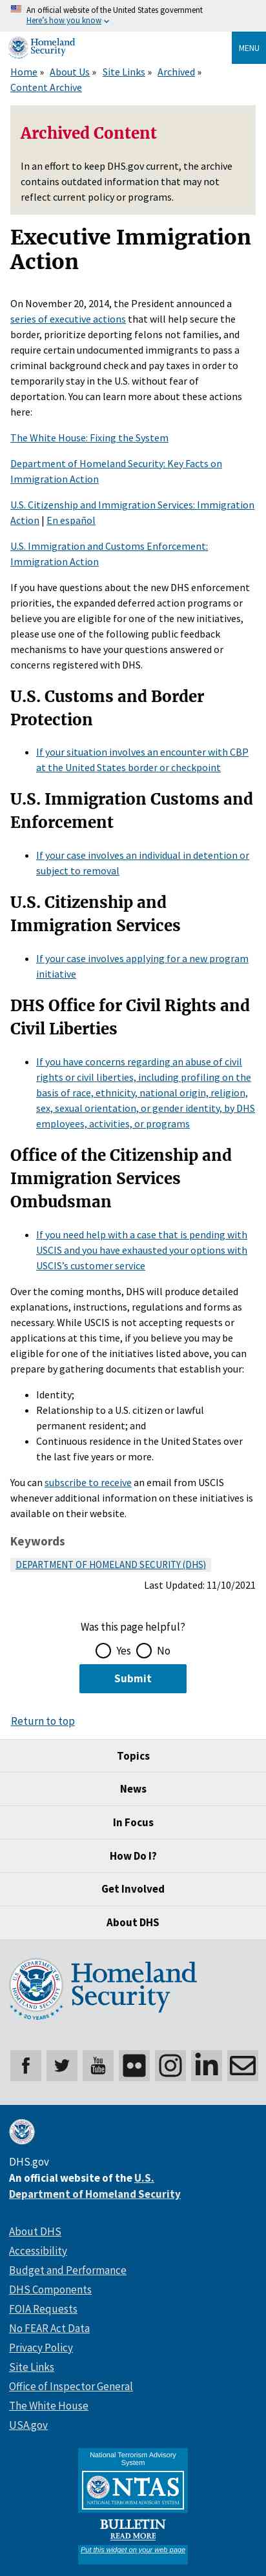 An official website of the United States government
Here's how you know
Homeland
Security
MENU
Home » About Us » Site Links » Archived »
Content Archive
Archived Content
In an effort to keep DHS.gov current, the archive
contains outdated information that may not
reflect current policy or programs.
Executive Immigration
Action
On November 20, 2014, the President announced a
series of executive actions that will help secure the
border, prioritize deporting felons not families, and
require certain undocumented immigrants to pass a
criminal background check and pay taxes in order to
temporarily stay in the U.S. without fear of
deportation. You can learn more about these actions
here:
The White House: Fixing the System
Department of Homeland Security: Key Facts on
Immigration Action
U.S. Citizenship and Immigration Services: Immigration
Action | En español
U.S. Immigration and Customs Enforcement:
Immigration Action
If you have questions about the new DHS enforcement
priorities, the expanded deferred action programs or
believe you are eligible for one of the new initiatives,
please use one of the following public feedback
mechanisms to have your questions answered or
concerns registered with DHS.
U.S. Customs and Border
Protection
If your situation involves an encounter with CBP
at the United States border or checkpoint
U.S. Immigration Customs and
Enforcement
If your case involves an individual in detention or
subject to removal
U.S. Citizenship and
Immigration Services
If your case involves applying for a new program
initiative
DHS Office for Civil Rights and
Civil Liberties
If you have concerns regarding an abuse of civil
rights or civil liberties, including profiling on the
basis of race, ethnicity, national origin, religion,
sex, sexual orientation, or gender identity, by DHS
employees, activities, or programs
Office of the Citizenship and
Immigration Services
Ombudsman
If you need help with a case that is pending with
USCIS and you have exhausted your options with
USCIS's customer service
Over the coming months, DHS will produce detailed
explanations, instructions, regulations and forms as
necessary. While USCIS is not accepting requests or
applications at this time, if you believe you may be
eligible for one of the initiatives listed above, you can
prepare by gathering documents that establish your:
Identity;
Relationship to a U.S. citizen or lawful
permanent resident; and
Continuous residence in the United States over
the last five years or more.
You can subscribe to receive an email from USCIS
whenever additional information on these initiatives is
available on their website.
Keywords
DEPARTMENT OF HOMELAND SECURITY (DHS)
Last Updated: 11/10/2021
Was this page helpful?
Yes No
Submit
Return to top
Topics
News
In Focus
How Do I?
Get Involved
About DHS
Homeland
Security
20 YEARS
You
Tube
DHS.gov
An official website of the U.S.
Department of Homeland Security
About DHS
Accessibility
Budget and Performance
DHS Components
FOIA Requests
No FEAR Act Data
Privacy Policy
Site Links
Office of Inspector General
The White House
USA.gov
National Terrorism Advisory
System
NTAS
NATIONAL TERRORISM ADVISORY SYSTEM
BULLETIN
READ MORE
Put this widget on your web page